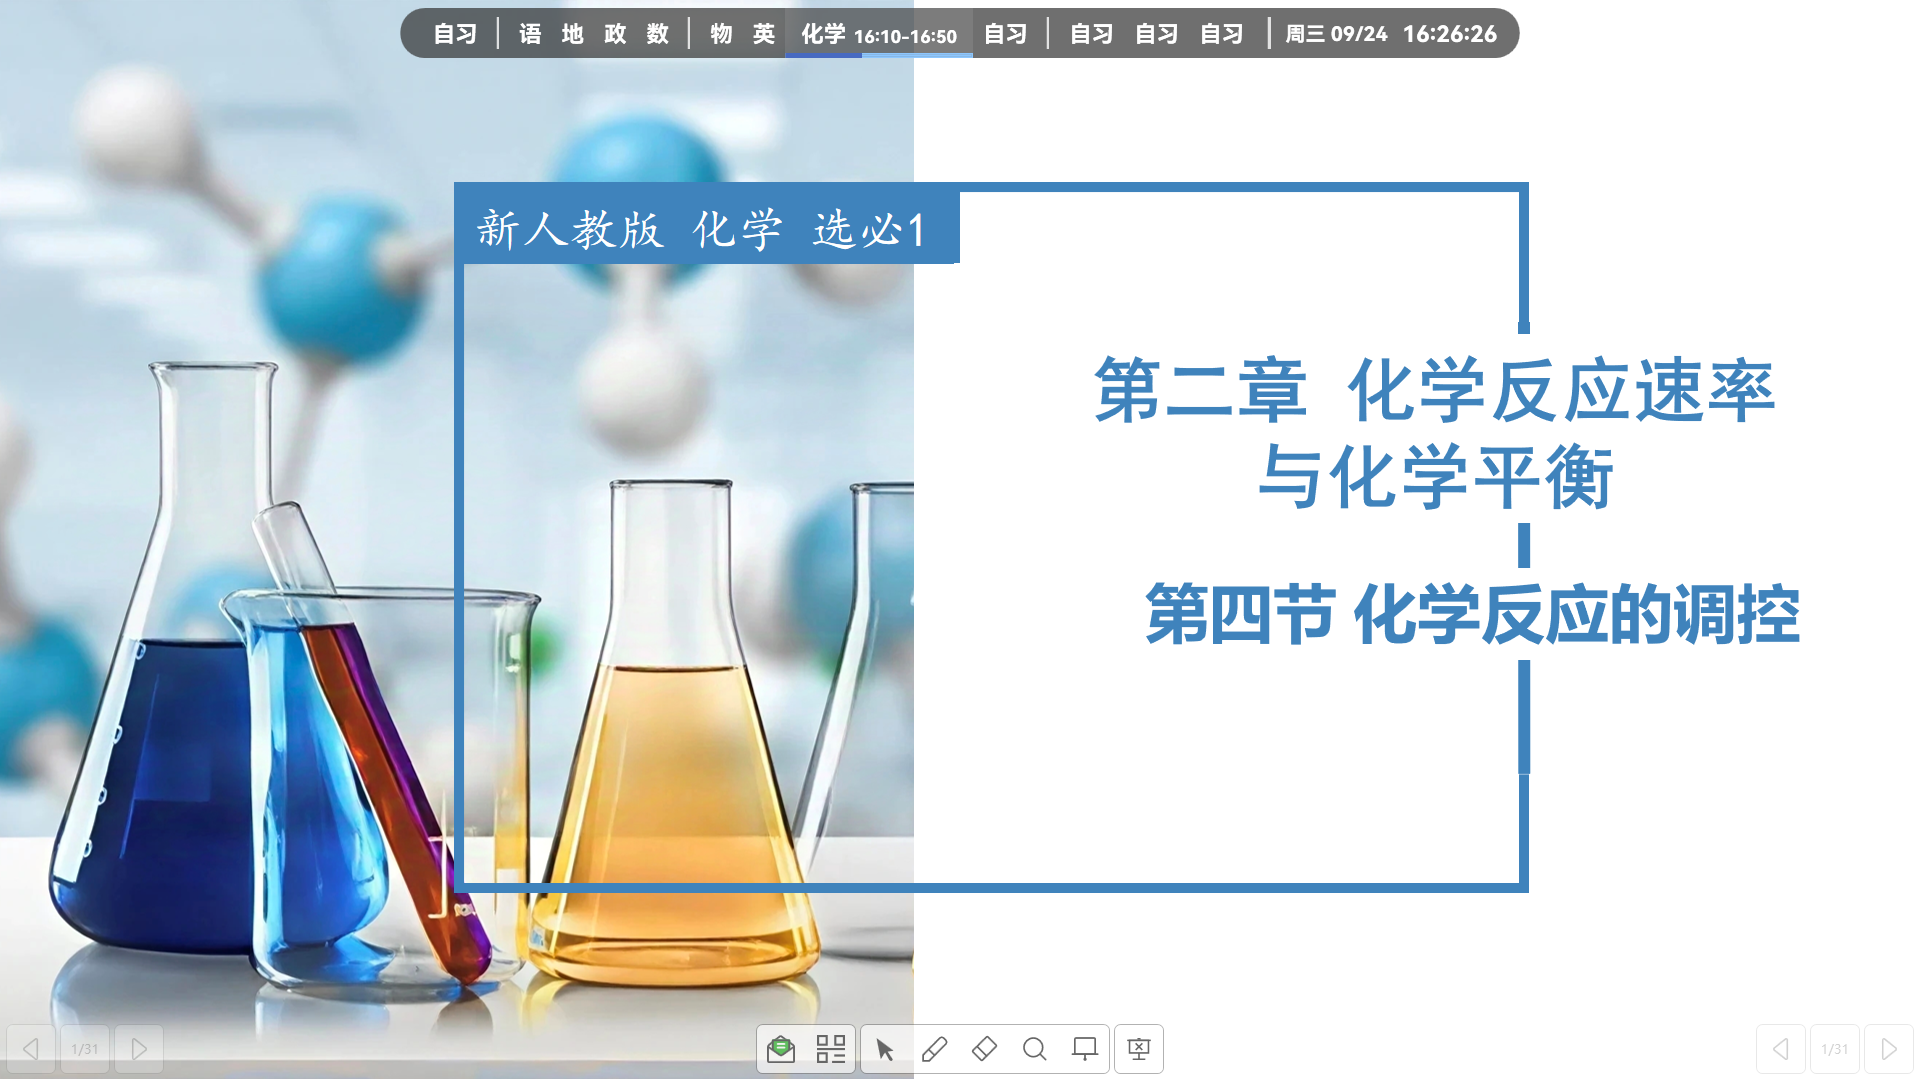 自习 | 语 地 政 数 | 物 英 化学 16:10-16:50 自习 | 自习 自习 自习 | 周三 09/24 16:26:26
新人教版 化学 选必1
第二章 化学反应速率
与化学平衡
第四节 化学反应的调控
1/31
1/31